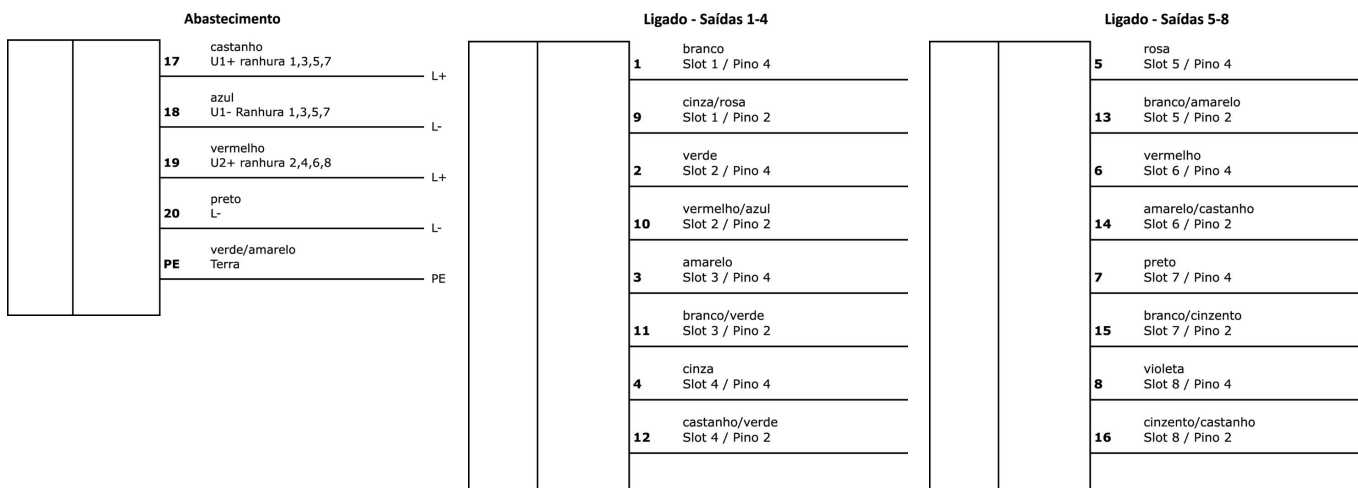 Abastecimento
17
castanho
U1+ ranhura 1,3,5,7
L+
18
azul
U1- Ranhura 1,3,5,7
L-
19
vermelho
U2+ ranhura 2,4,6,8
L+
20
preto
L-
L-
PE
verde/amarelo
Terra
PE
Ligado - Saídas 1-4
1
branco
Slot 1 / Pino 4
9
cinza/rosa
Slot 1 / Pino 2
2
verde
Slot 2 / Pino 4
10
vermelho/azul
Slot 2 / Pino 2
3
amarelo
Slot 3 / Pino 4
11
branco/verde
Slot 3 / Pino 2
4
cinza
Slot 4 / Pino 4
12
castanho/verde
Slot 4 / Pino 2
Ligado - Saídas 5-8
5
rosa
Slot 5 / Pino 4
13
branco/amarelo
Slot 5 / Pino 2
6
vermelho
Slot 6 / Pino 4
14
amarelo/castanho
Slot 6 / Pino 2
7
preto
Slot 7 / Pino 4
15
branco/cinzento
Slot 7 / Pino 2
8
violeta
Slot 8 / Pino 4
16
cinzento/castanho
Slot 8 / Pino 2